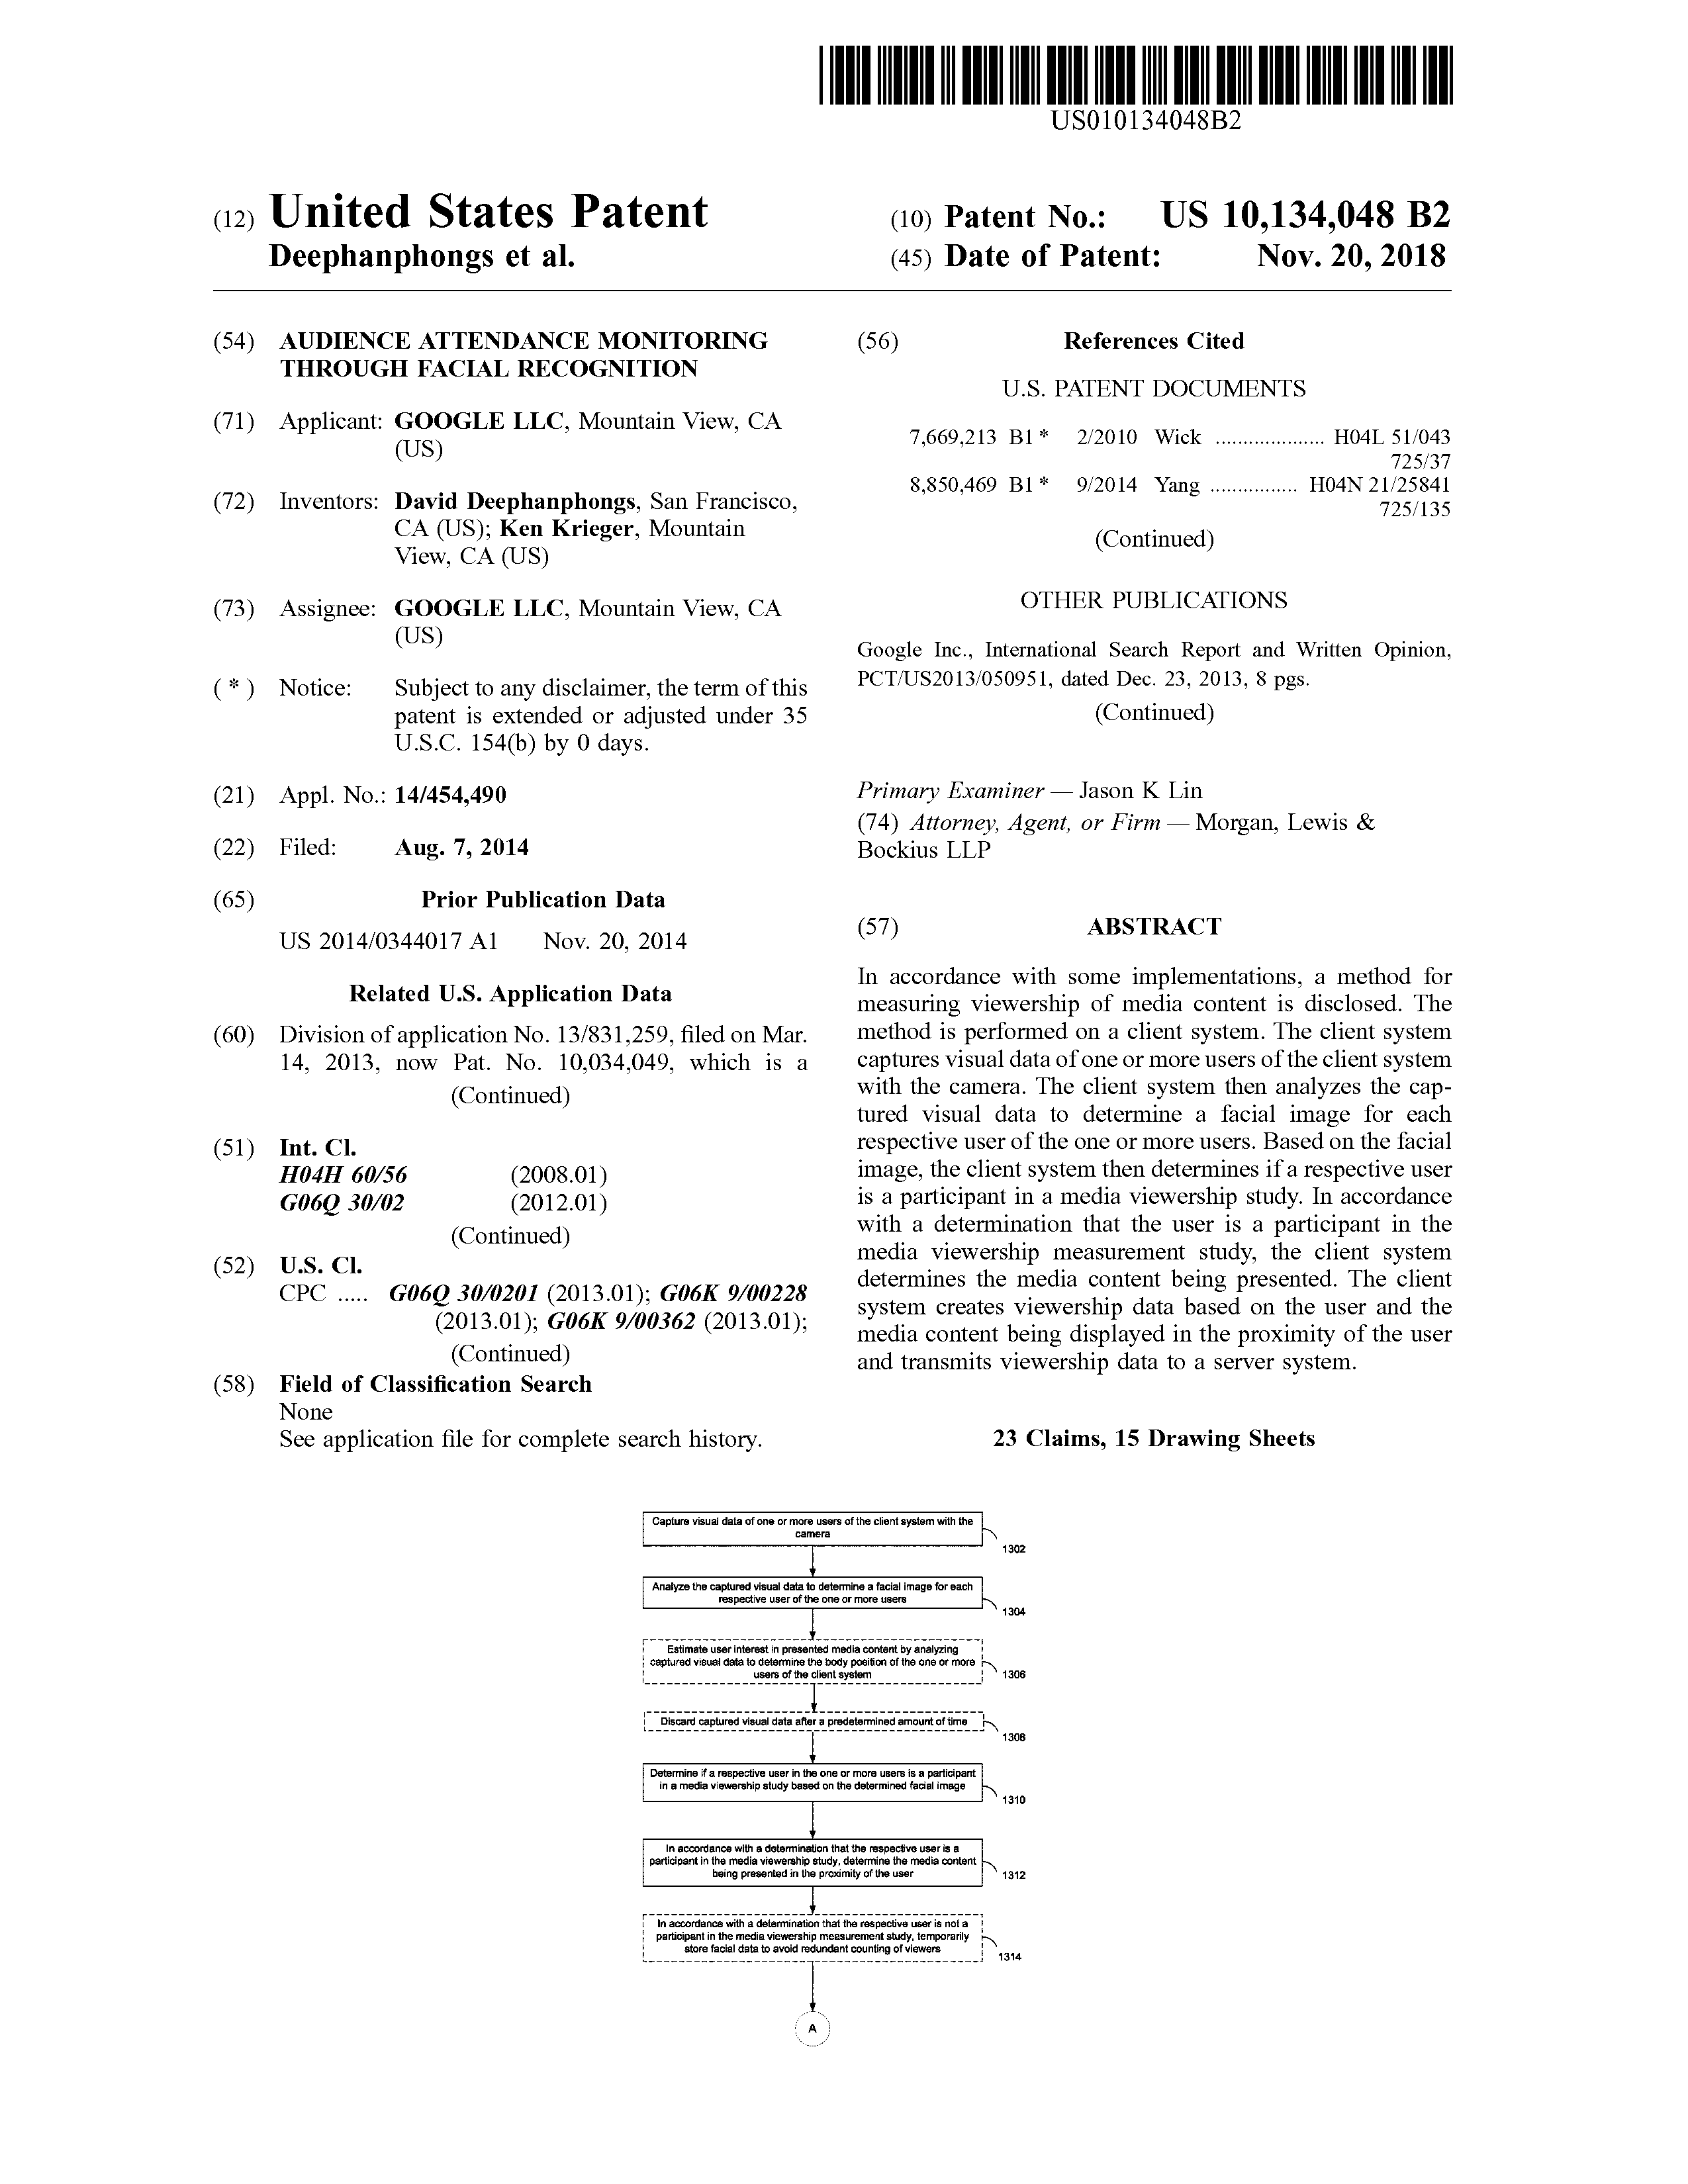 US010134048B2
(12) United States Patent
Deephanphongs et al.
(10) Patent No.: US 10,134,048 B2
(45) Date of Patent: Nov. 20, 2018
(54) AUDIENCE ATTENDANCE MONITORING
THROUGH FACIAL RECOGNITION
(71) Applicant: GOOGLE LLC, Mountain View, CA
(US)
(72) Inventors: David Deephanphongs, San Francisco,
CA (US); Ken Krieger, Mountain
View, CA (US)
(73) Assignee: GOOGLE LLC, Mountain View, CA
(US)
( * ) Notice: Subject to any disclaimer, the term of this
patent is extended or adjusted under 35
U.S.C. 154(b) by 0 days.
(21) Appl. No.: 14/454,490
(22) Filed: Aug. 7, 2014
(65) Prior Publication Data
US 2014/0344017 A1 Nov. 20, 2014
Related U.S. Application Data
(60) Division of application No. 13/831,259, filed on Mar.
14, 2013, now Pat. No. 10,034,049, which is a
(Continued)
(51) Int. Cl.
H04H 60/56 (2008.01)
G06Q 30/02 (2012.01)
(Continued)
(52) U.S. Cl.
CPC ..... G06Q 30/0201 (2013.01); G06K 9/00228
(2013.01); G06K 9/00362 (2013.01);
(Continued)
(58) Field of Classification Search
None
See application file for complete search history.
(56) References Cited
U.S. PATENT DOCUMENTS
7,669,213 B1 * 2/2010 Wick .................... H04L 51/043
725/37
8,850,469 B1 * 9/2014 Yang ................ H04N 21/25841
725/135
(Continued)
OTHER PUBLICATIONS
Google Inc., International Search Report and Written Opinion,
PCT/US2013/050951, dated Dec. 23, 2013, 8 pgs.
(Continued)
Primary Examiner — Jason K Lin
(74) Attorney, Agent, or Firm — Morgan, Lewis &
Bockius LLP
(57) ABSTRACT
In accordance with some implementations, a method for
measuring viewership of media content is disclosed. The
method is performed on a client system. The client system
captures visual data of one or more users of the client system
with the camera. The client system then analyzes the cap-
tured visual data to determine a facial image for each
respective user of the one or more users. Based on the facial
image, the client system then determines if a respective user
is a participant in a media viewership study. In accordance
with a determination that the user is a participant in the
media viewership measurement study, the client system
determines the media content being presented. The client
system creates viewership data based on the user and the
media content being displayed in the proximity of the user
and transmits viewership data to a server system.
23 Claims, 15 Drawing Sheets
Capture visual data of one or more users of the client system with the
camera
1302
Analyze the captured visual data to determine a facial image for each
respective user of the one or more users
1304
Estimate user interest in presented media content by analyzing
captured visual data to determine the body position of the one or more
users of the client system
1306
Discard captured visual data after a predetermined amount of time
1308
Determine if a respective user in the one or more users is a participant
in a media viewership study based on the determined facial image
1310
In accordance with a determination that the respective user is a
participant in the media viewership study, determine the media content
being presented in the proximity of the user
1312
In accordance with a determination that the respective user is not a
participant in the media viewership measurement study, temporarily
store facial data to avoid redundant counting of viewers
1314
A